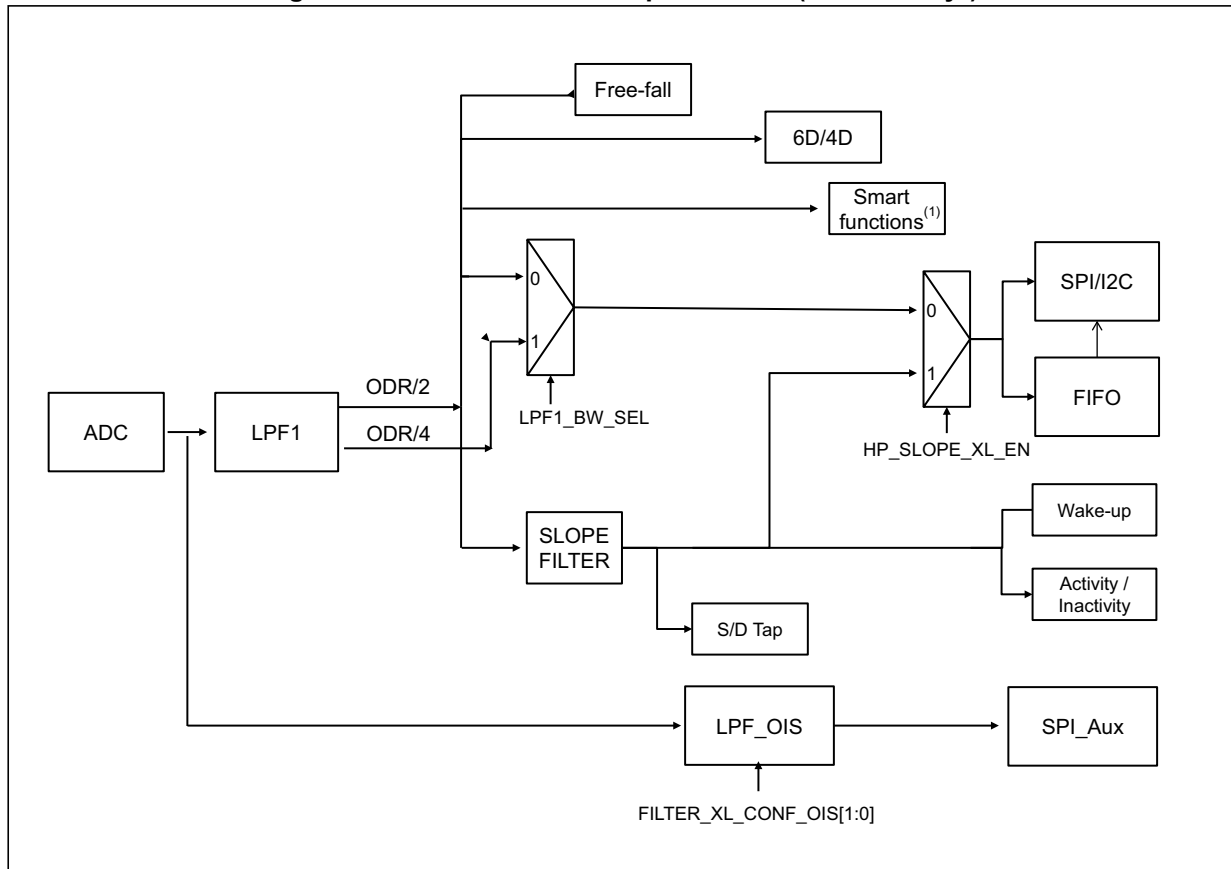 Free-fall
6D/4D
Smart
functions(1)
0
1
LPF1_BW_SEL
0
1
HP_SLOPE_XL_EN
SPI/I2C
FIFO
ADC
LPF1
ODR/2
ODR/4
SLOPE
FILTER
Wake-up
Activity /
Inactivity
S/D Tap
LPF_OIS
SPI_Aux
FILTER_XL_CONF_OIS[1:0]